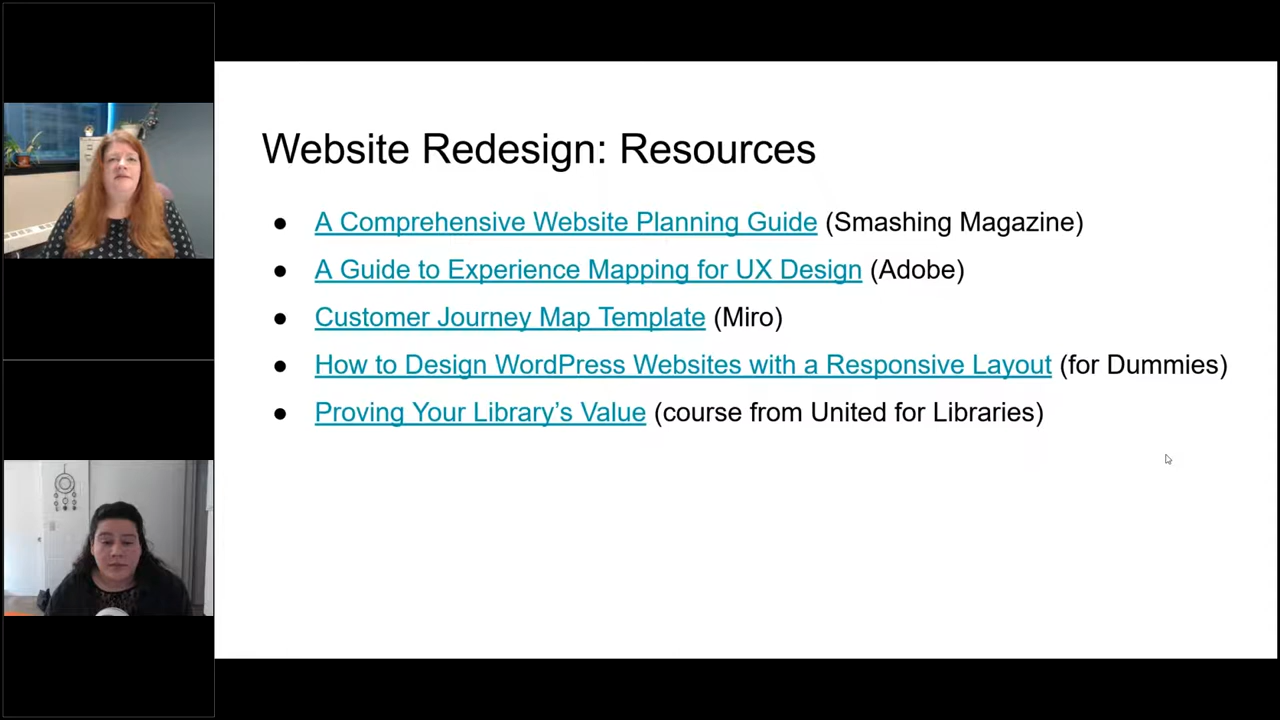 Website Redesign: Resources
● A Comprehensive Website Planning Guide (Smashing Magazine)
● A Guide to Experience Mapping for UX Design (Adobe)
● Customer Journey Map Template (Miro)
● How to Design WordPress Websites with a Responsive Layout (for Dummies)
● Proving Your Library’s Value (course from United for Libraries)